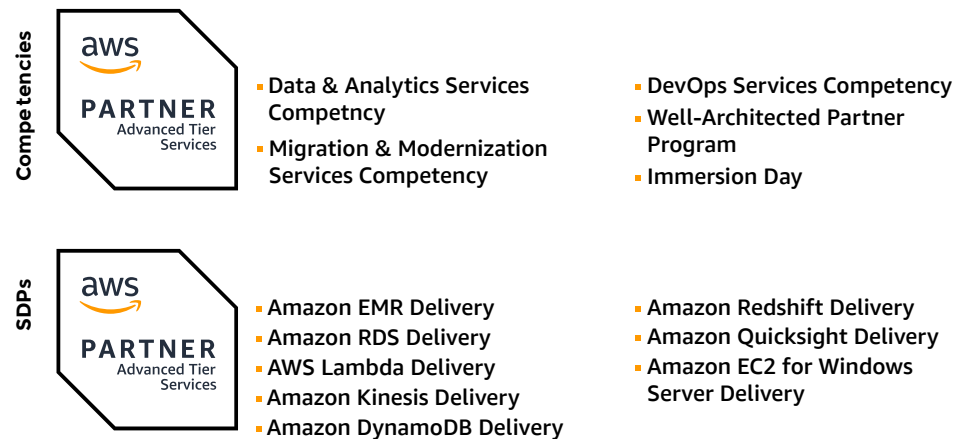 Competencies
aws
PARTNER
Advanced Tier
Services
Data & Analytics Services
Competncy
Migration & Modernization
Services Competency
DevOps Services Competency
Well-Architected Partner
Program
Immersion Day
SDPs
aws
PARTNER
Advanced Tier
Services
Amazon EMR Delivery
Amazon RDS Delivery
AWS Lambda Delivery
Amazon Kinesis Delivery
Amazon DynamoDB Delivery
Amazon Redshift Delivery
Amazon Quicksight Delivery
Amazon EC2 for Windows
Server Delivery